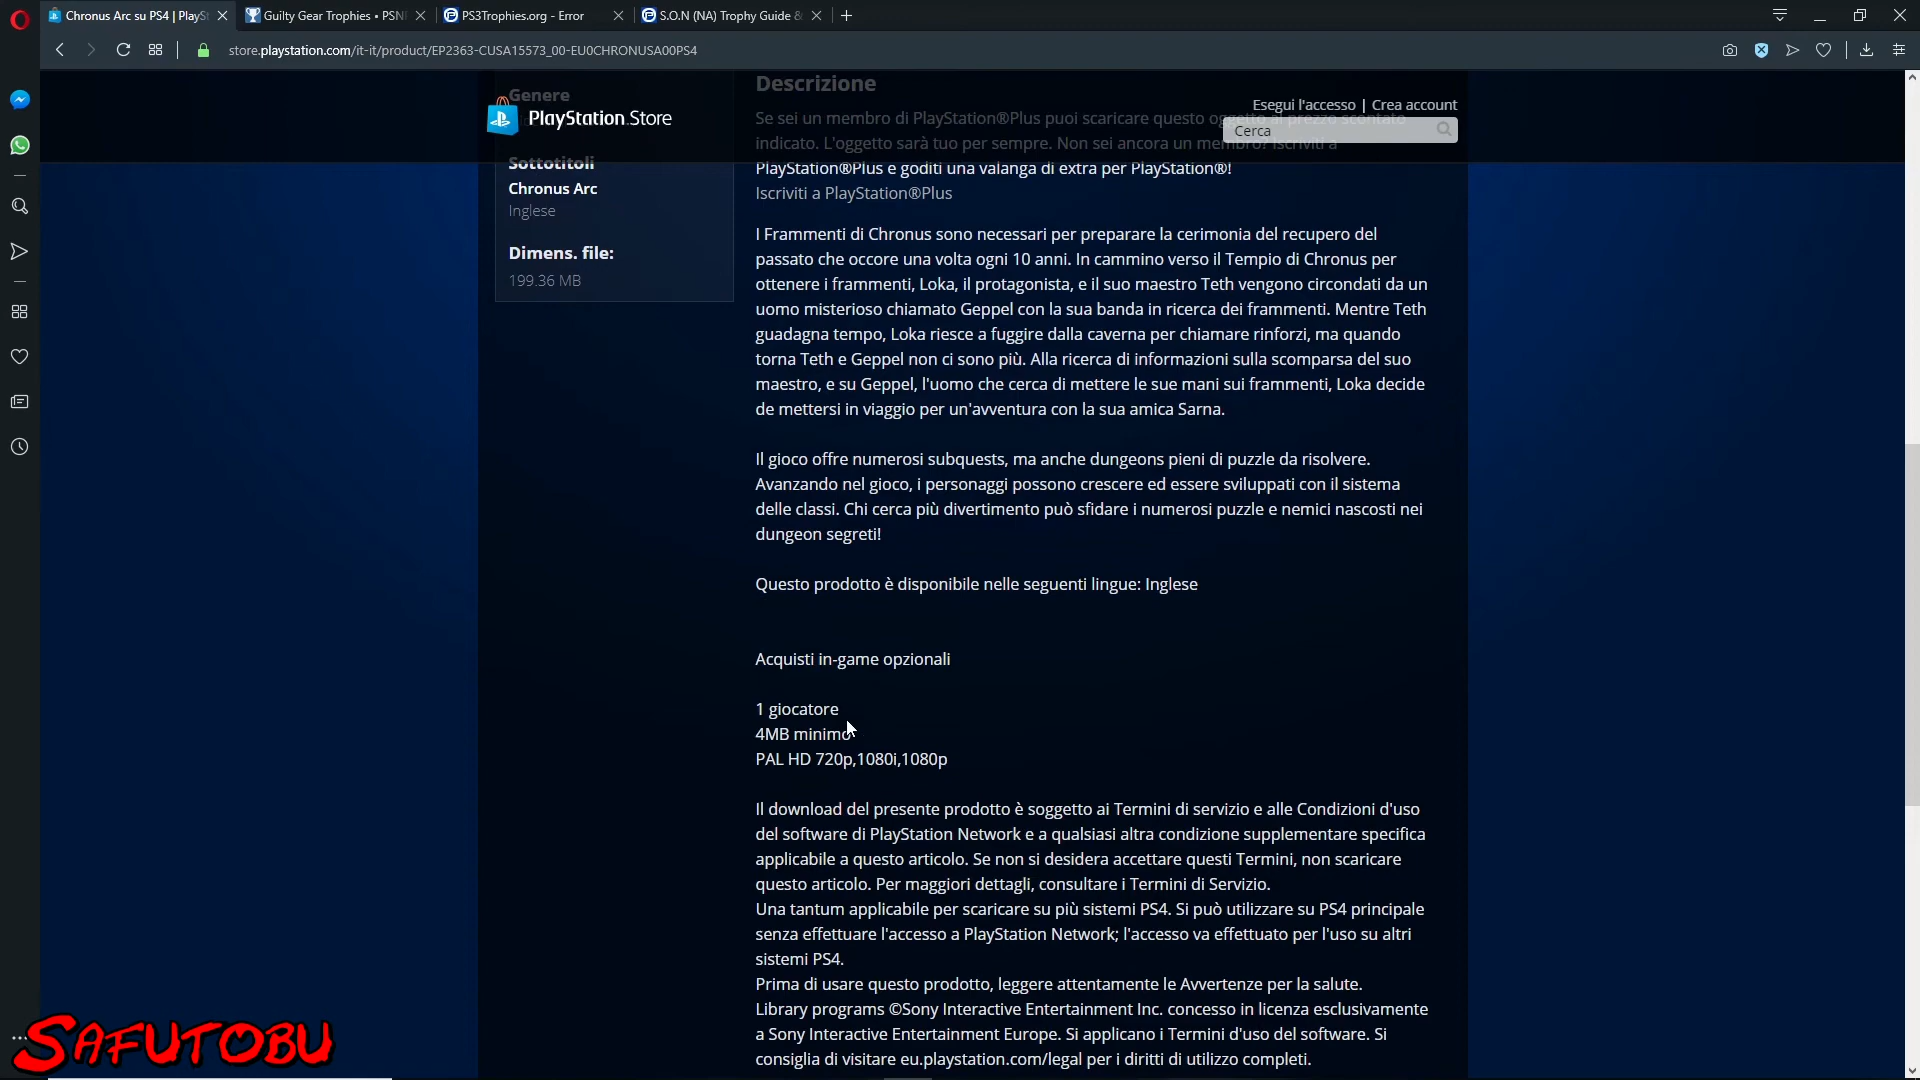 Chronus Arc su PS4 | PlaySt
Guilty Gear Trophies • PSNP
PS3Trophies.org - Error
S.O.N (NA) Trophy Guide &
store.playstation.com/it-it/product/EP2363-CUSA15573_00-EU0CHRONUSA00PS4
PlayStation Store
Esegui l'accesso | Crea account
Cerca
Genere
Sottotitoli
Chronus Arc
Inglese
Dimens. file:
199.36 MB
Descrizione
Se sei un membro di PlayStation®Plus puoi scaricare questo oggetto al prezzo scontato
indicato. L'oggetto sarà tuo per sempre. Non sei ancora un membro? Iscriviti a
PlayStation®Plus e goditi una valanga di extra per PlayStation®!
Iscriviti a PlayStation®Plus
I Frammenti di Chronus sono necessari per preparare la cerimonia del recupero del
passato che occore una volta ogni 10 anni. In cammino verso il Tempio di Chronus per
ottenere i frammenti, Loka, il protagonista, e il suo maestro Teth vengono circondati da un
uomo misterioso chiamato Geppel con la sua banda in ricerca dei frammenti. Mentre Teth
guadagna tempo, Loka riesce a fuggire dalla caverna per chiamare rinforzi, ma quando
torna Teth e Geppel non ci sono più. Alla ricerca di informazioni sulla scomparsa del suo
maestro, e su Geppel, l'uomo che cerca di mettere le sue mani sui frammenti, Loka decide
de mettersi in viaggio per un'avventura con la sua amica Sarna.
Il gioco offre numerosi subquests, ma anche dungeons pieni di puzzle da risolvere.
Avanzando nel gioco, i personaggi possono crescere ed essere sviluppati con il sistema
delle classi. Chi cerca più divertimento può sfidare i numerosi puzzle e nemici nascosti nei
dungeon segreti!
Questo prodotto è disponibile nelle seguenti lingue: Inglese
Acquisti in-game opzionali
1 giocatore
4MB minimo
PAL HD 720p,1080i,1080p
Il download del presente prodotto è soggetto ai Termini di servizio e alle Condizioni d'uso
del software di PlayStation Network e a qualsiasi altra condizione supplementare specifica
applicabile a questo articolo. Se non si desidera accettare questi Termini, non scaricare
questo articolo. Per maggiori dettagli, consultare i Termini di Servizio.
Una tantum applicabile per scaricare su più sistemi PS4. Si può utilizzare su PS4 principale
senza effettuare l'accesso a PlayStation Network; l'accesso va effettuato per l'uso su altri
sistemi PS4.
Prima di usare questo prodotto, leggere attentamente le Avvertenze per la salute.
Library programs ©Sony Interactive Entertainment Inc. concesso in licenza esclusivamente
a Sony Interactive Entertainment Europe. Si applicano i Termini d'uso del software. Si
consiglia di visitare eu.playstation.com/legal per i diritti di utilizzo completi.
SAFUTOBU